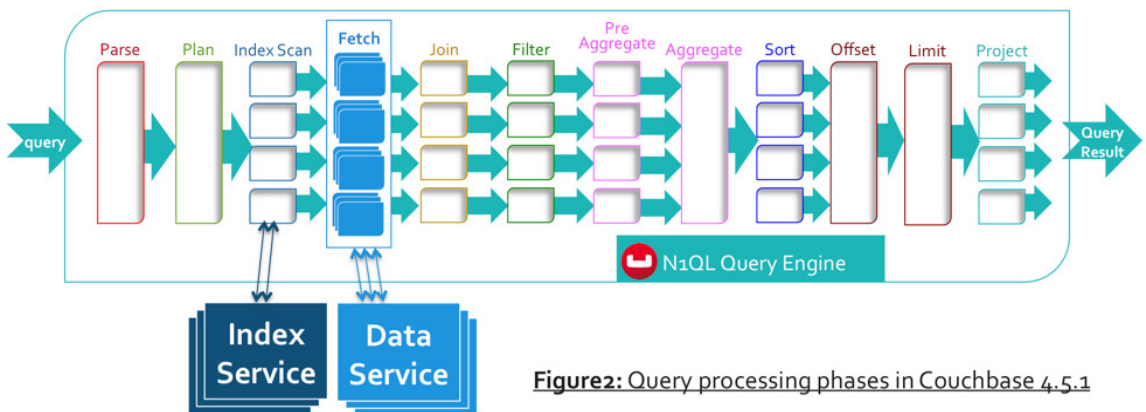 Parse
Plan
Index Scan
Fetch
Join
Filter
Pre
Aggregate
Aggregate
Sort
Offset
Limit
Project
query
Query
Result
N1QL Query Engine
Index
Service
Data
Service
Figure2: Query processing phases in Couchbase 4.5.1